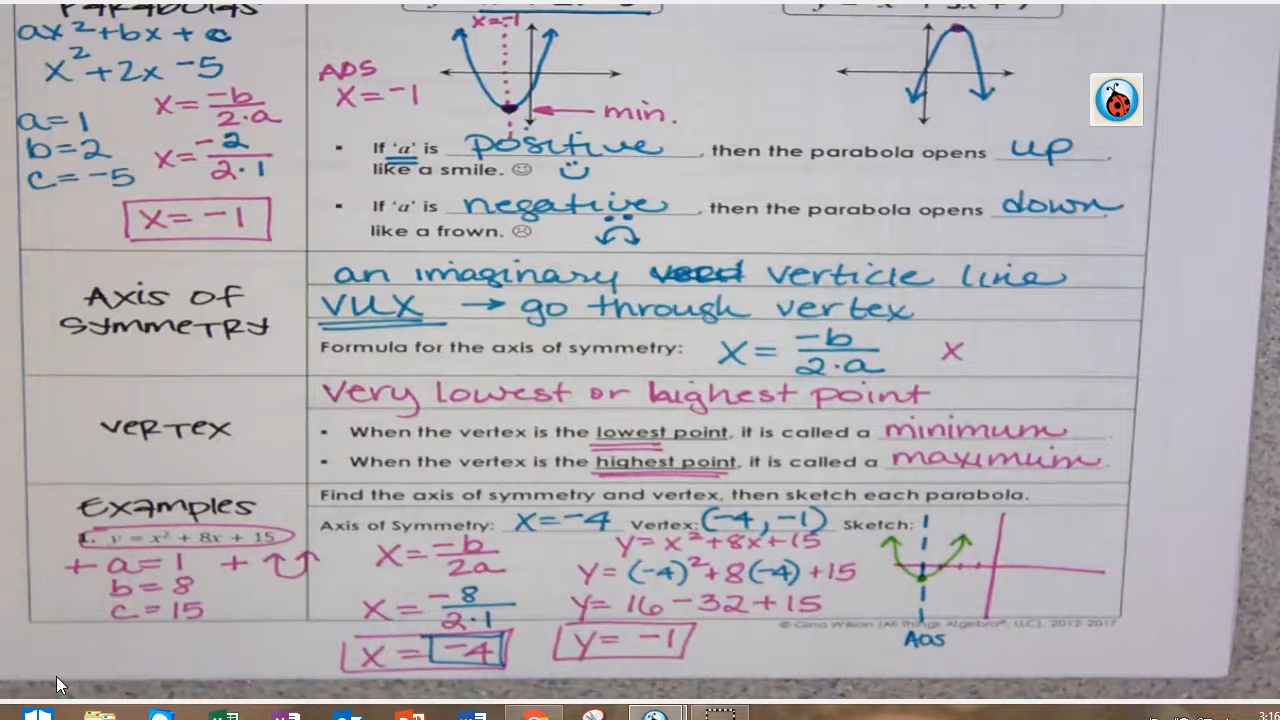 PARABOLAS
ax² + bx + c
x² + 2x - 5
a = 1
b = 2
c = -5
x = -b / 2·a
x = -2 / 2·1
x = -1
x = -1
AOS
x = -1
min.
If 'a' is positive, then the parabola opens up,
like a smile. ☺
If 'a' is negative, then the parabola opens down
like a frown. ☹
Axis of
Symmetry
an imaginary verticle line
VUX → go through vertex
Formula for the axis of symmetry: x = -b / 2·a x
Vertex
Very lowest or highest point
When the vertex is the lowest point, it is called a minimum.
When the vertex is the highest point, it is called a maximum.
Examples
Find the axis of symmetry and vertex, then sketch each parabola.
1. y = x² + 8x + 15
+ a = 1 +
b = 8
c = 15
Axis of Symmetry: x = -4 Vertex: (-4, -1) Sketch:
x = -b / 2a
x = -8 / 2·1
x = -4
y = x² + 8x + 15
y = (-4)² + 8(-4) + 15
y = 16 - 32 + 15
y = -1
AOS
© Gina Wilson (All Things Algebra®, LLC), 2012-2017
3:16